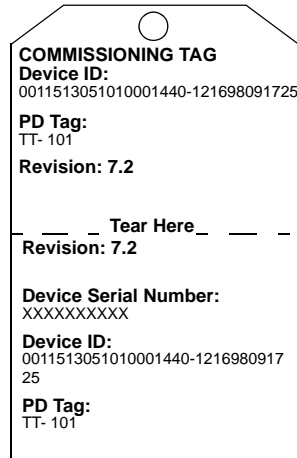 COMMISSIONING TAG
Device ID:
0011513051010001440-121698091725
PD Tag:
TT- 101
Revision: 7.2
Tear Here
Revision: 7.2
Device Serial Number:
XXXXXXXXXX
Device ID:
0011513051010001440-1216980917
25
PD Tag:
TT- 101